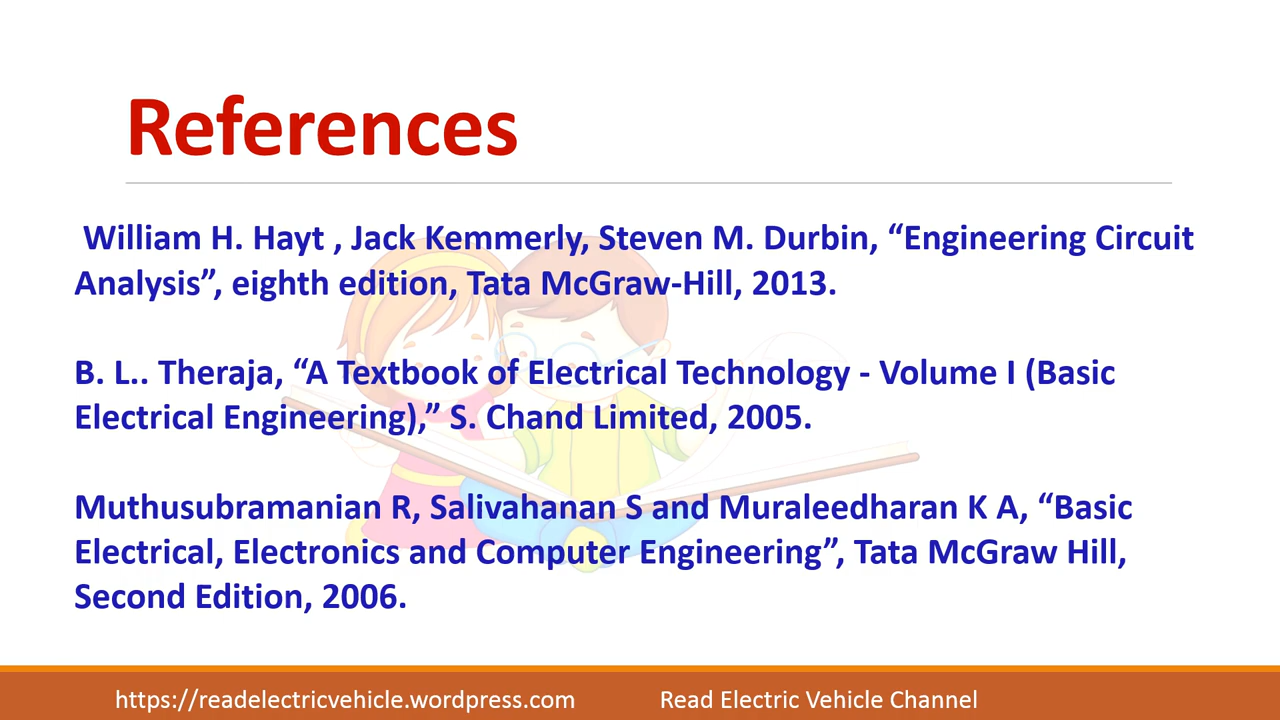 References
William H. Hayt , Jack Kemmerly, Steven M. Durbin, “Engineering Circuit
Analysis”, eighth edition, Tata McGraw-Hill, 2013.
B. L.. Theraja, “A Textbook of Electrical Technology - Volume I (Basic
Electrical Engineering),” S. Chand Limited, 2005.
Muthusubramanian R, Salivahanan S and Muraleedharan K A, “Basic
Electrical, Electronics and Computer Engineering”, Tata McGraw Hill,
Second Edition, 2006.
https://readelectricvehicle.wordpress.com Read Electric Vehicle Channel